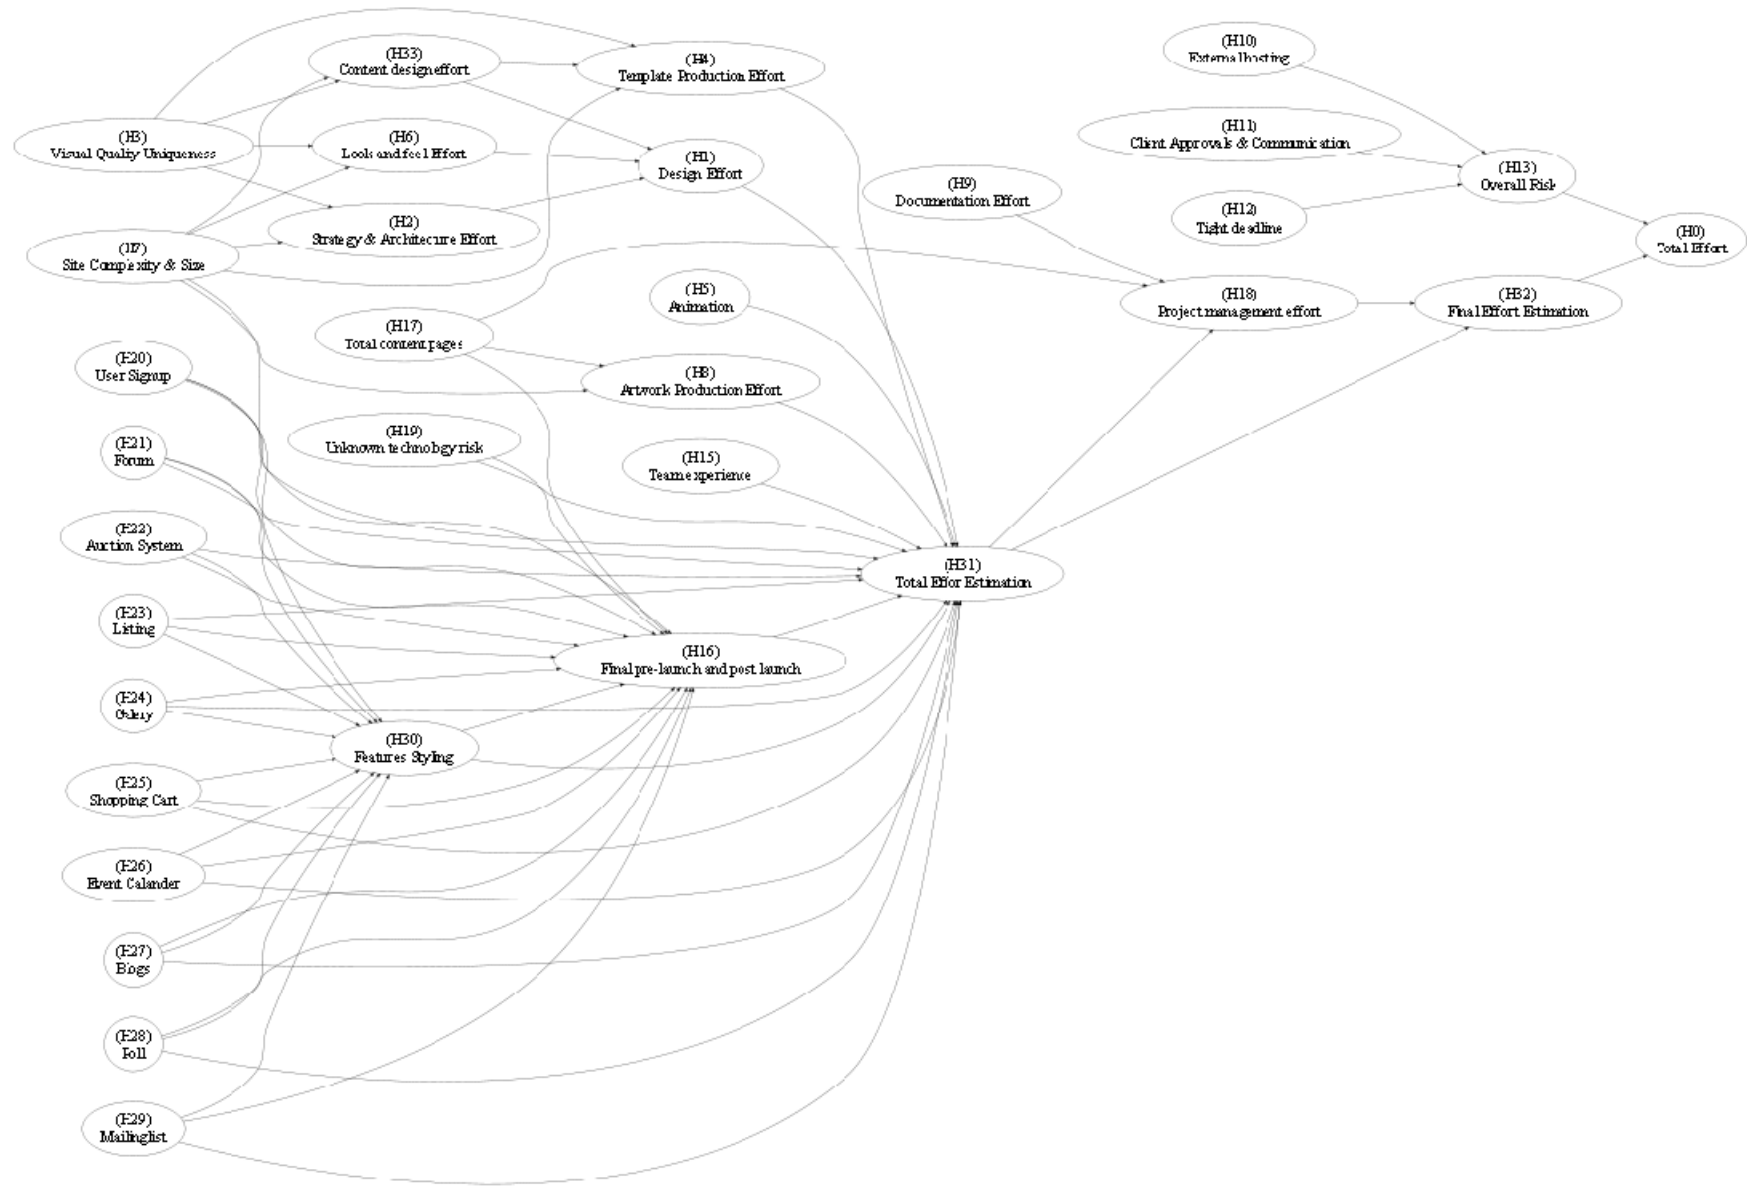 (H33)
Content design effort
(H4)
Template Production Effort
(H10)
External hosting
(H3)
Visual Quality Uniqueness
(H6)
Look and feel Effort
(H1)
Design Effort
(H11)
Client Approvals & Communication
(H13)
Overall Risk
(H9)
Documentation Effort
(H2)
Strategy & Architecure Effort
(H12)
Tight deadline
(H0)
Total Effort
(H7)
Site Complexity & Size
(H5)
Animation
(H18)
Project management effort
(H32)
Final Effort Estimation
(H17)
Total content pages
(H20)
User Signup
(H8)
Artwork Production Effort
(H19)
Unknown technology risk
(H21)
Forum
(H15)
Team experience
(H22)
Auction System
(H31)
Total Effor Estimation
(H23)
Listing
(H16)
Final pre-launch and post launch
(H24)
(H30)
Features Styling
(H25)
Shopping Cart
(H26)
Event Calander
(H27)
Blogs
(H28)
Poll
(H29)
Mailing list